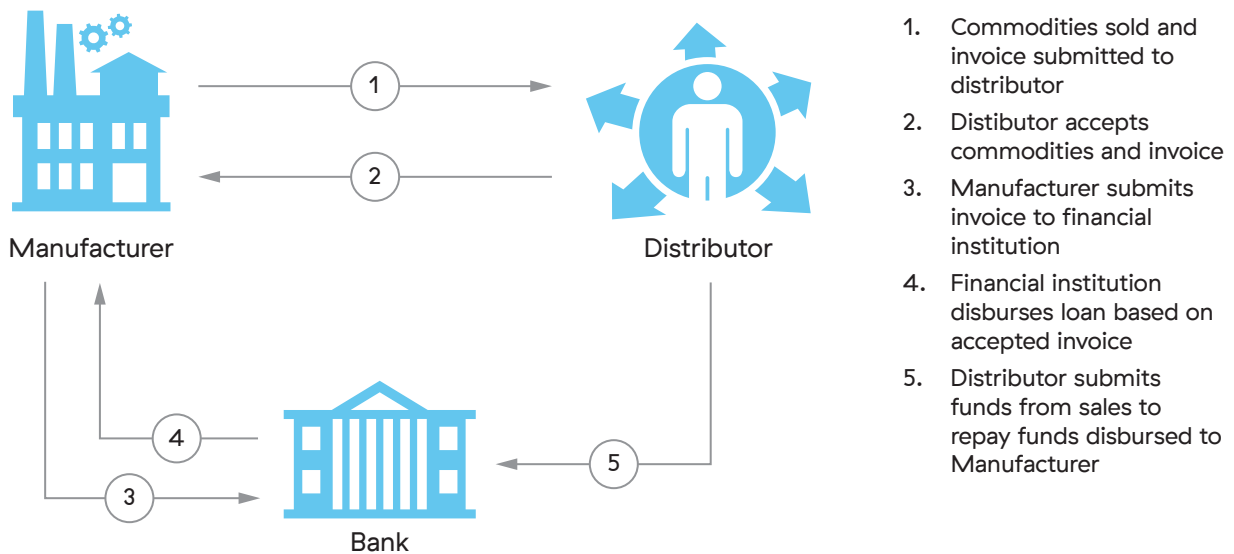 1
2
Manufacturer
Distributor
4
3
5
Bank
1. Commodities sold and
invoice submitted to
distributor
2. Distibutor accepts
commodities and invoice
3. Manufacturer submits
invoice to financial
institution
4. Financial institution
disburses loan based on
accepted invoice
5. Distributor submits
funds from sales to
repay funds disbursed to
Manufacturer